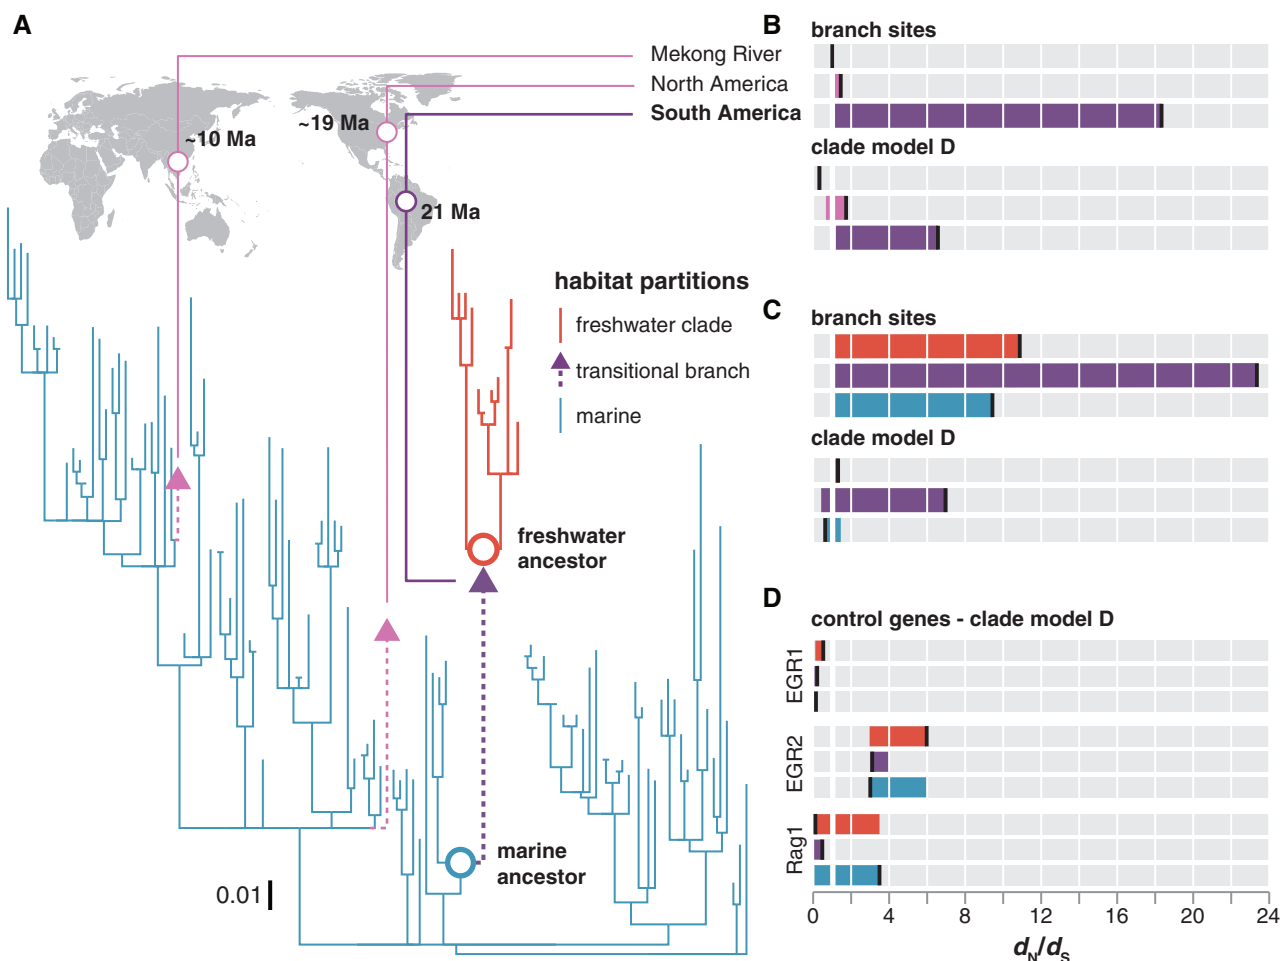 A
Mekong River
North America
South America
~10 Ma
~19 Ma
21 Ma
habitat partitions
freshwater clade
transitional branch
marine
freshwater
ancestor
marine
ancestor
0.01
B
branch sites
clade model D
C
branch sites
clade model D
D
control genes - clade model D
EGR1
EGR2
Rag1
0 4 8 12 16 20 24
dN/dS